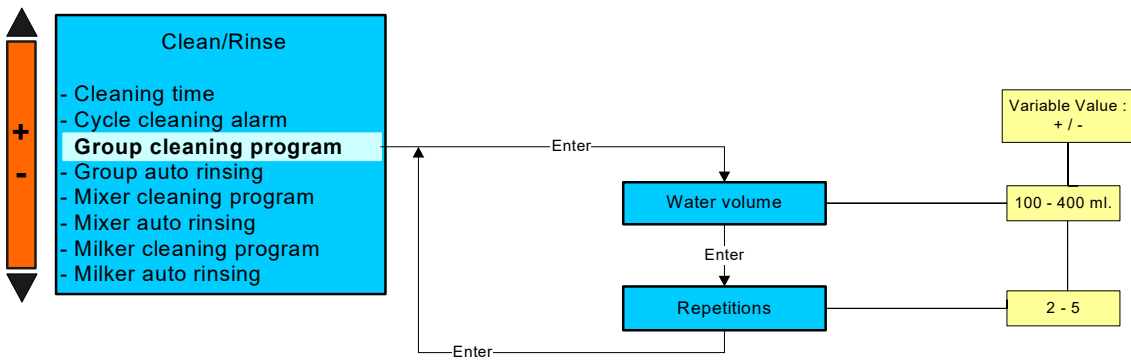 Clean/Rinse
- Cleaning time
- Cycle cleaning alarm
Group cleaning program
- Group auto rinsing
- Mixer cleaning program
- Mixer auto rinsing
- Milker cleaning program
- Milker auto rinsing
+
-
Enter
Water volume
Enter
Repetitions
Enter
Variable Value :
+ / -
100 - 400 ml.
2 - 5